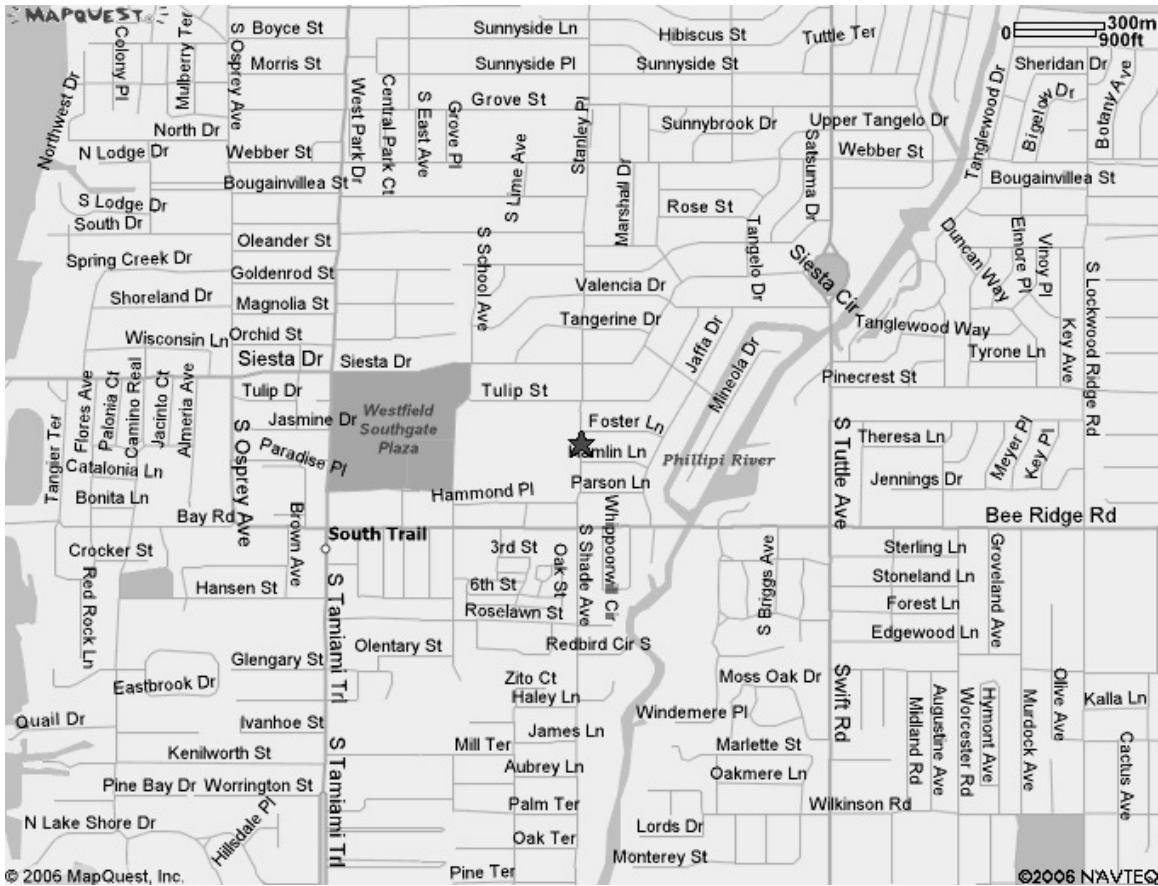 MAPQUEST
300m
0
900ft
Boyce St
Sunnyside Ln
Hibiscus St
Tuttle Ter
Colony Pl
Mulberry Ter
S Osprey Ave
Morris St
Sunnyside Pl
Sunnyside St
Sheridan Dr
Northwest Dr
West Park Dr
Central Park Ct
S East Ave
Grove Pl
Grove St
Stanley Pl
Tanglewood Dr
Bigelow Dr
Botany Ave
North Dr
Sunnybrook Dr
Upper Tangelo Dr
N Lodge Dr
Webber St
S Lime Ave
Marshall Dr
Satsuma Dr
Webber St
Bougainvillea St
Bougainvillea St
S Lodge Dr
Rose St
South Dr
Oleander St
S School Ave
Tangelo Dr
Siesta Cir
Duncan Way
Elmore Pl
Vinoy Pl
S Lockwood Ridge Rd
Spring Creek Dr
Goldenrod St
Valencia Dr
Shoreland Dr
Magnolia St
Tangerine Dr
Jaffa Dr
Mineola Dr
Tanglewood Way
Key Ave
Wisconsin Ln
Orchid St
Siesta Dr
Siesta Dr
Tyrone Ln
Pinecrest St
Tulip Dr
Tulip St
Flores Ave
Palonia Ct
Camino Real
Jacinto Ct
Almeria Ave
Jasmine Dr
Westfield
Southgate
Plaza
Foster Ln
Tangier Ter
S Osprey Ave
Paradise Pl
Hamlin Ln
Phillipi River
S Tuttle Ave
Theresa Ln
Meyer Pl
Key Pl
Catalonia Ln
Parson Ln
Jennings Dr
Bonita Ln
Hammond Pl
Bay Rd
Brown Ave
Whippoorwill Cir
Bee Ridge Rd
South Trail
Crocker St
3rd St
Oak St
S Shade Ave
S Briggs Ave
Sterling Ln
Groveland Ave
Red Rock Ln
Hansen St
S Tamiami Trl
6th St
Stoneland Ln
Roselawn St
Forest Ln
Olentary St
Redbird Cir S
Edgewood Ln
Glengary St
Eastbrook Dr
Zito Ct
Moss Oak Dr
Swift Rd
Midland Rd
Augustine Ave
Worcester Rd
Hymont Ave
Murdock Ave
Olive Ave
Haley Ln
Kalla Ln
Quail Dr
Ivanhoe St
James Ln
Windemere Pl
Kenilworth St
S Tamiami Trl
Mill Ter
Marlette St
Cactus Ave
Aubrey Ln
Oakmere Ln
Pine Bay Dr
Worrington St
Palm Ter
Wilkinson Rd
N Lake Shore Dr
Hillsdale Pl
Oak Ter
Lords Dr
Pine Ter
Monterey St
© 2006 MapQuest, Inc.
©2006 NAVTEQ